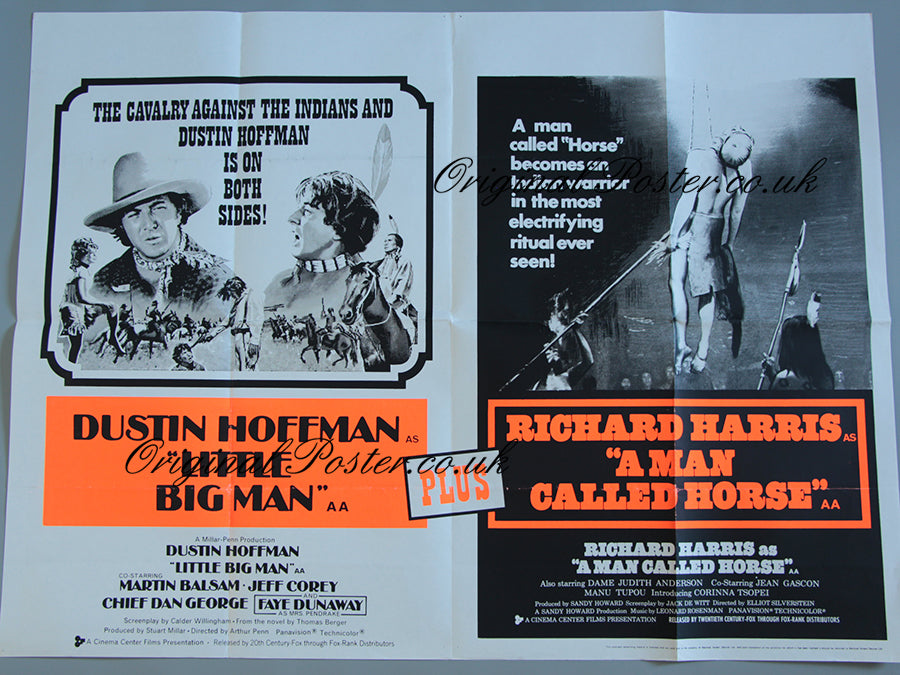 THE CAVALRY AGAINST THE INDIANS AND
DUSTIN HOFFMAN
IS ON
BOTH
SIDES!
DUSTIN HOFFMAN AS
"LITTLE
BIG MAN" AA
A Millar-Penn Production
DUSTIN HOFFMAN
"LITTLE BIG MAN" AA
CO-STARRING
MARTIN BALSAM · JEFF COREY
CHIEF DAN GEORGE AND FAYE DUNAWAY
AS MRS. PENDRAKE
Screenplay by Calder Willingham · From the novel by Thomas Berger
Produced by Stuart Millar · Directed by Arthur Penn Panavision® Technicolor®
A Cinema Center Films Presentation · Released by 20th Century-Fox through Fox-Rank Distributors
PLUS
A man
called "Horse"
becomes an
Indian warrior
in the most
electrifying
ritual ever
seen!
RICHARD HARRIS AS
"A MAN
CALLED HORSE" AA
RICHARD HARRIS as
"A MAN CALLED HORSE" AA
Also starring DAME JUDITH ANDERSON Co-Starring JEAN GASCON
MANU TUPOU Introducing CORINNA TSOPEI
Produced by SANDY HOWARD Screenplay by JACK DE WITT Directed by ELLIOT SILVERSTEIN
A SANDY HOWARD Production Music by LEONARD ROSENMAN PANAVISION® TECHNICOLOR®
A CINEMA CENTER FILMS PRESENTATION RELEASED BY TWENTIETH CENTURY-FOX THROUGH FOX-RANK DISTRIBUTORS
OriginalPoster.co.uk
OriginalPoster.co.uk